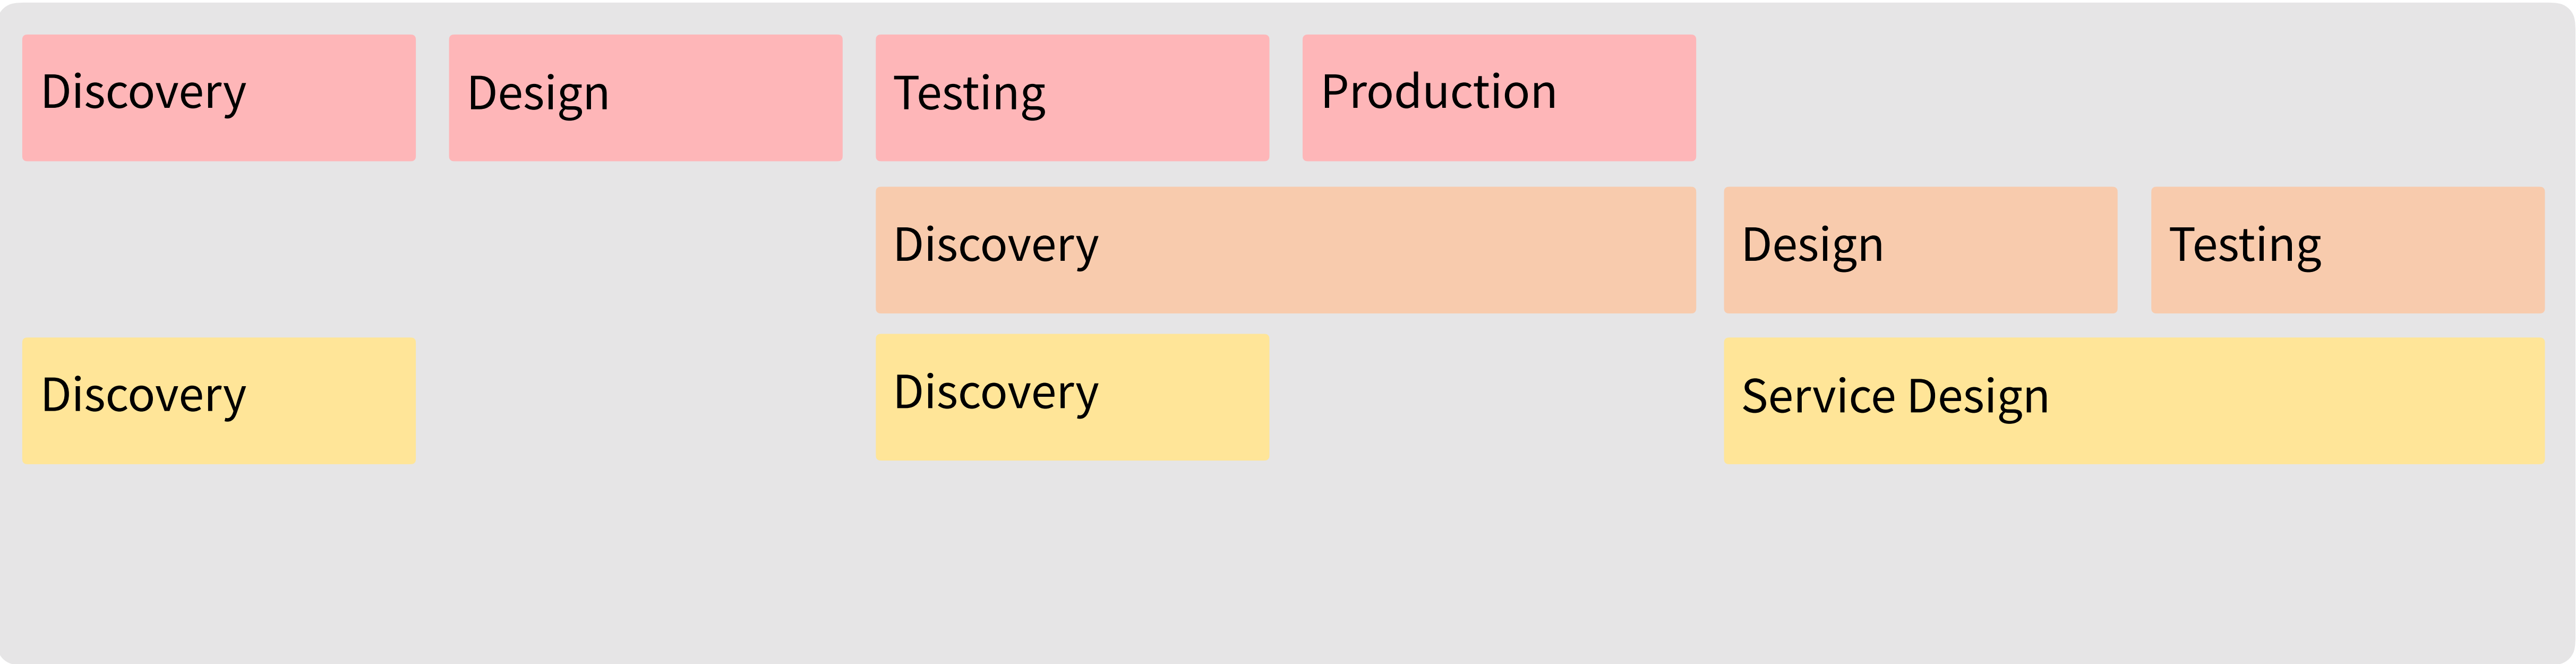 Discovery
Design
Testing
Production
Discovery
Design
Testing
Discovery
Discovery
Service Design